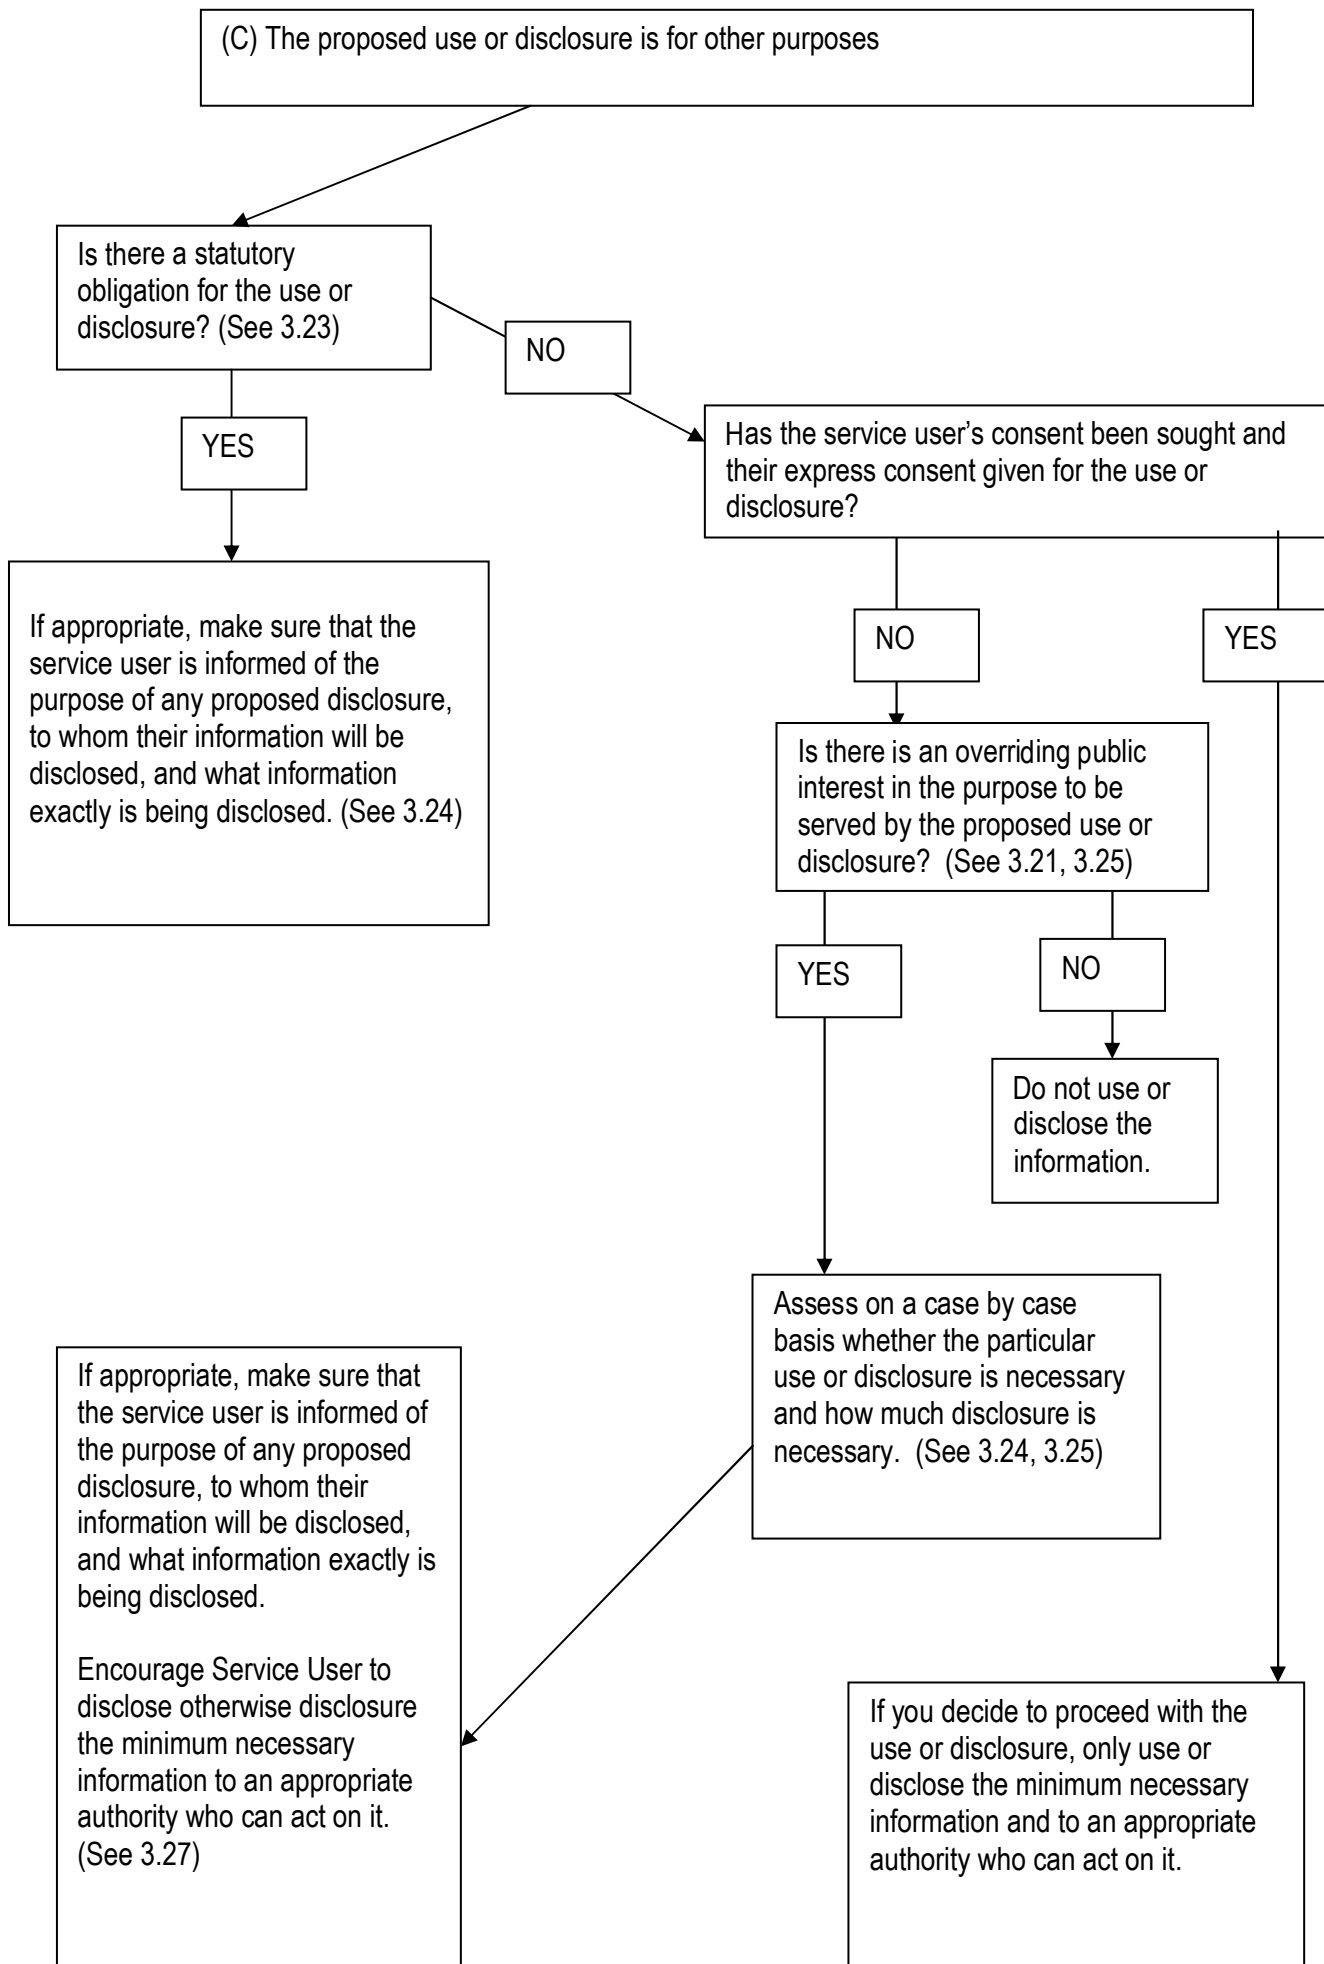 (C) The proposed use or disclosure is for other purposes
Is there a statutory
obligation for the use or
disclosure? (See 3.23)
NO
YES
Has the service user’s consent been sought and
their express consent given for the use or
disclosure?
If appropriate, make sure that the
service user is informed of the
purpose of any proposed disclosure,
to whom their information will be
disclosed, and what information
exactly is being disclosed. (See 3.24)
NO
YES
Is there is an overriding public
interest in the purpose to be
served by the proposed use or
disclosure?  (See 3.21, 3.25)
YES
NO
Do not use or
disclose the
information.
Assess on a case by case
basis whether the particular
use or disclosure is necessary
and how much disclosure is
necessary.  (See 3.24, 3.25)
If appropriate, make sure that
the service user is informed of
the purpose of any proposed
disclosure, to whom their
information will be disclosed,
and what information exactly is
being disclosed.
Encourage Service User to
disclose otherwise disclosure
the minimum necessary
information to an appropriate
authority who can act on it.
(See 3.27)
If you decide to proceed with the
use or disclosure, only use or
disclose the minimum necessary
information and to an appropriate
authority who can act on it.